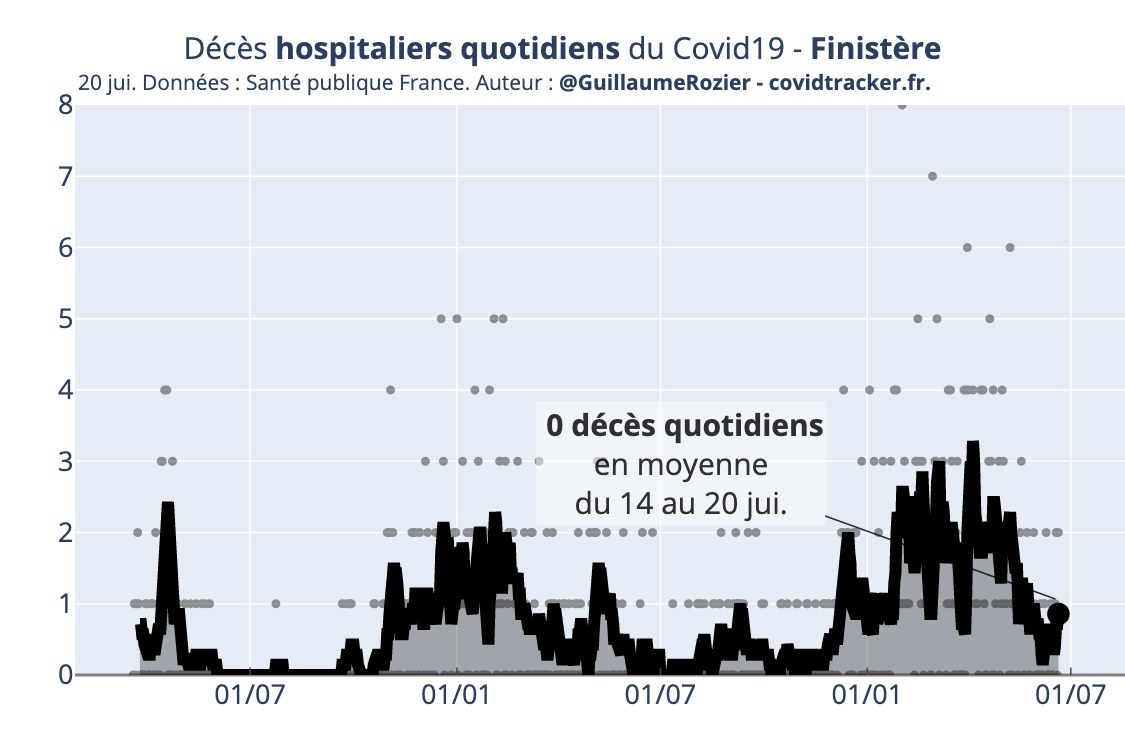 Décès hospitaliers quotidiens du Covid19 - Finistère
20 jui. Données : Santé publique France. Auteur : @GuillaumeRozier - covidtracker.fr.
8
7
6
5
4
3
2
1
0
0 décès quotidiens
en moyenne
du 14 au 20 jui.
01/07 01/01 01/07 01/01 01/07